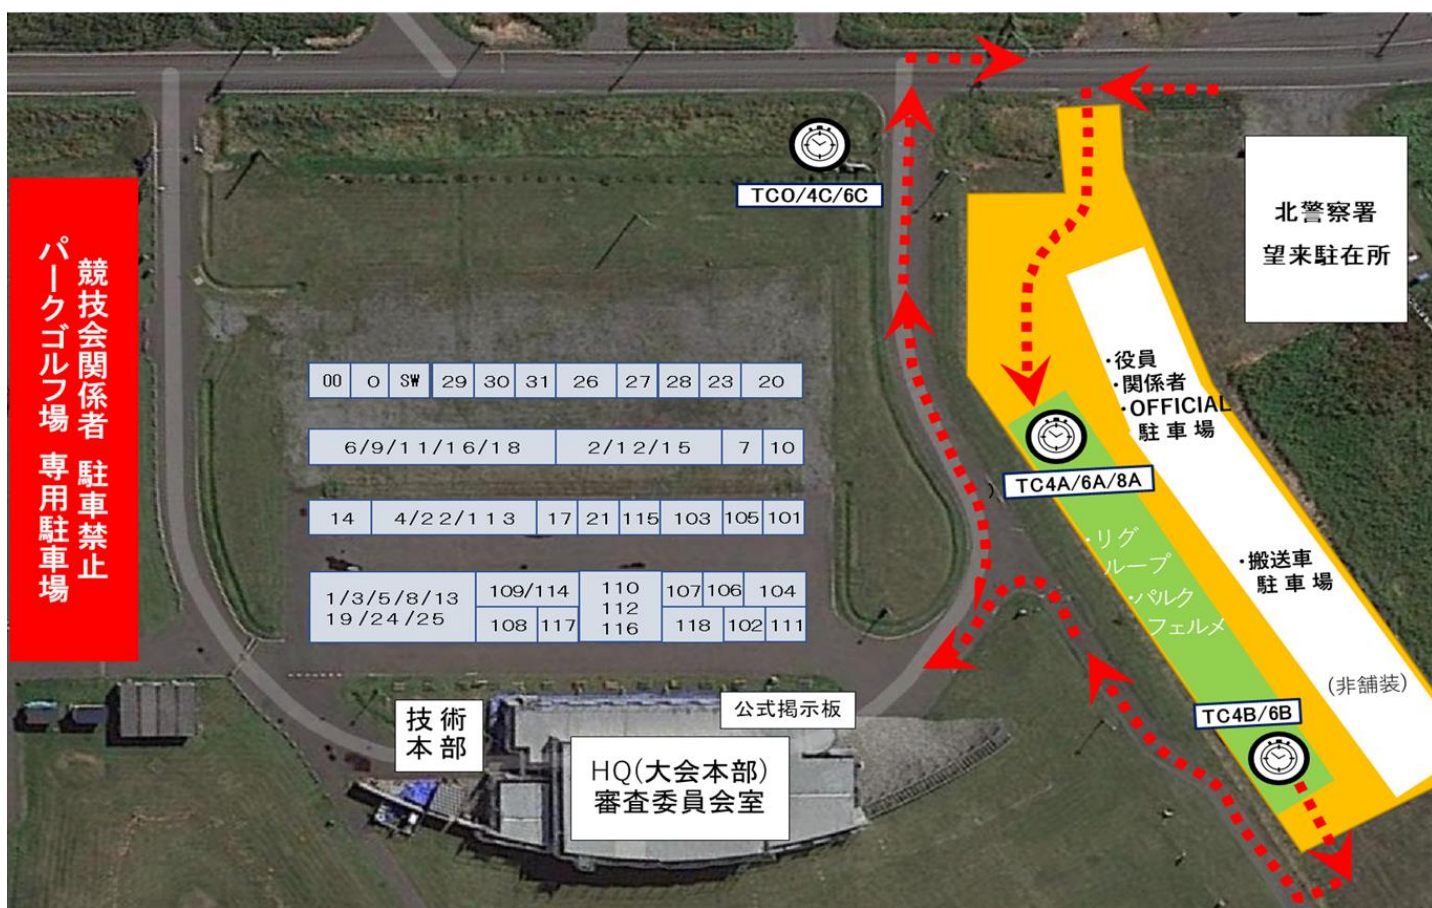 TC0/4C/6C
北警察署
望来駐在所
競技会関係者 駐車禁止
パークゴルフ場 専用駐車場
・役員
・関係者
・OFFICIAL
駐車場
00 0 SW 29 30 31 26 27 28 23 20
6/9/11/16/18 2/12/15 7 10
TC4A/6A/8A
14 4/22/113 17 21 115 103 105 101
・リグ
ループ
・パルク
フェルメ
・搬送車
駐車場
1/3/5/8/13
19/24/25
109/114
108 117
110
112
116
107 106 104
118 102 111
(非舗装)
TC4B/6B
技術
本部
公式掲示板
HQ(大会本部)
審査委員会室